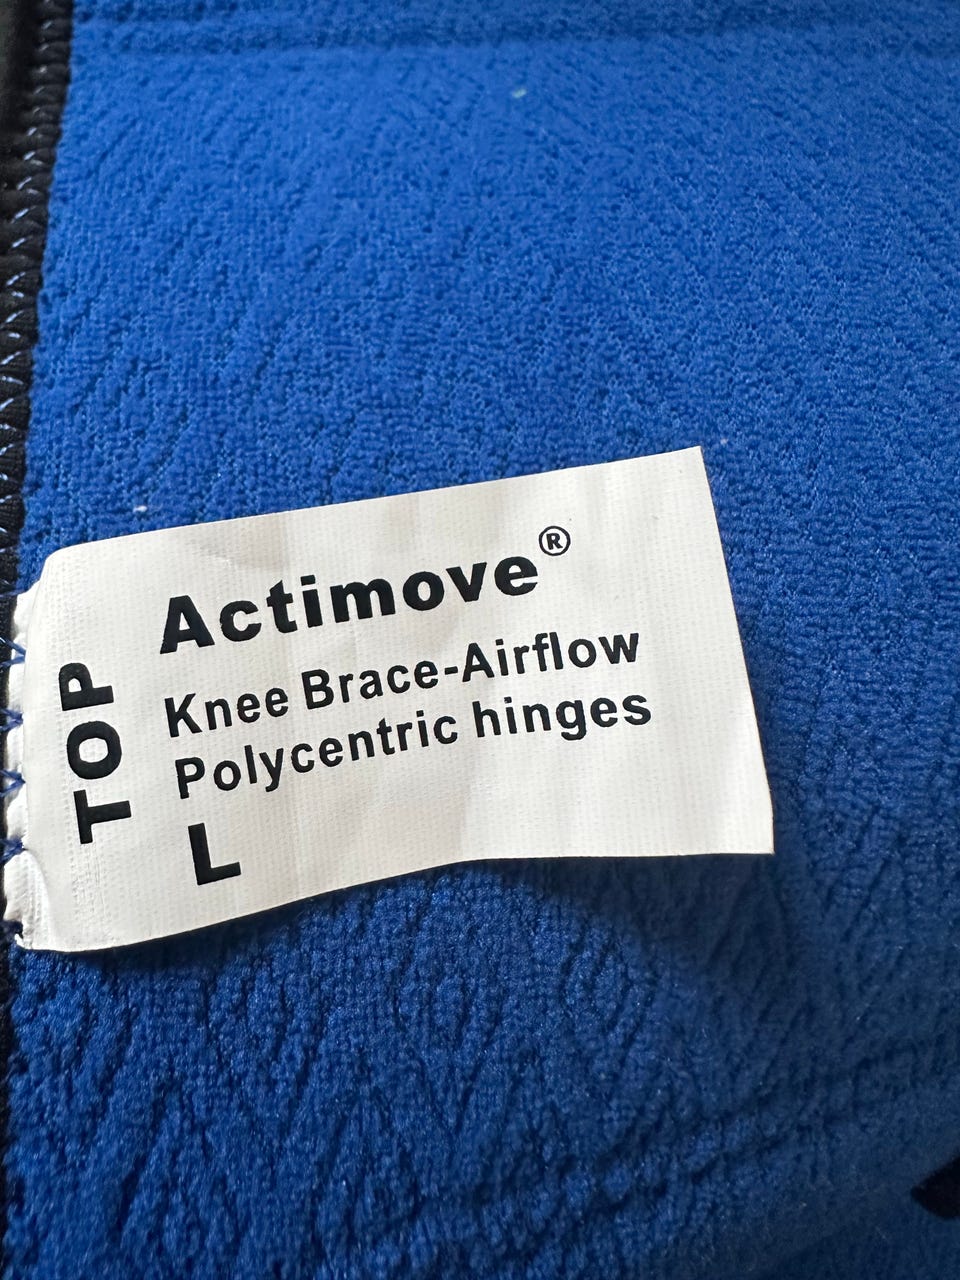 TOP
Actimove®
Knee Brace-Airflow
Polycentric hinges
L